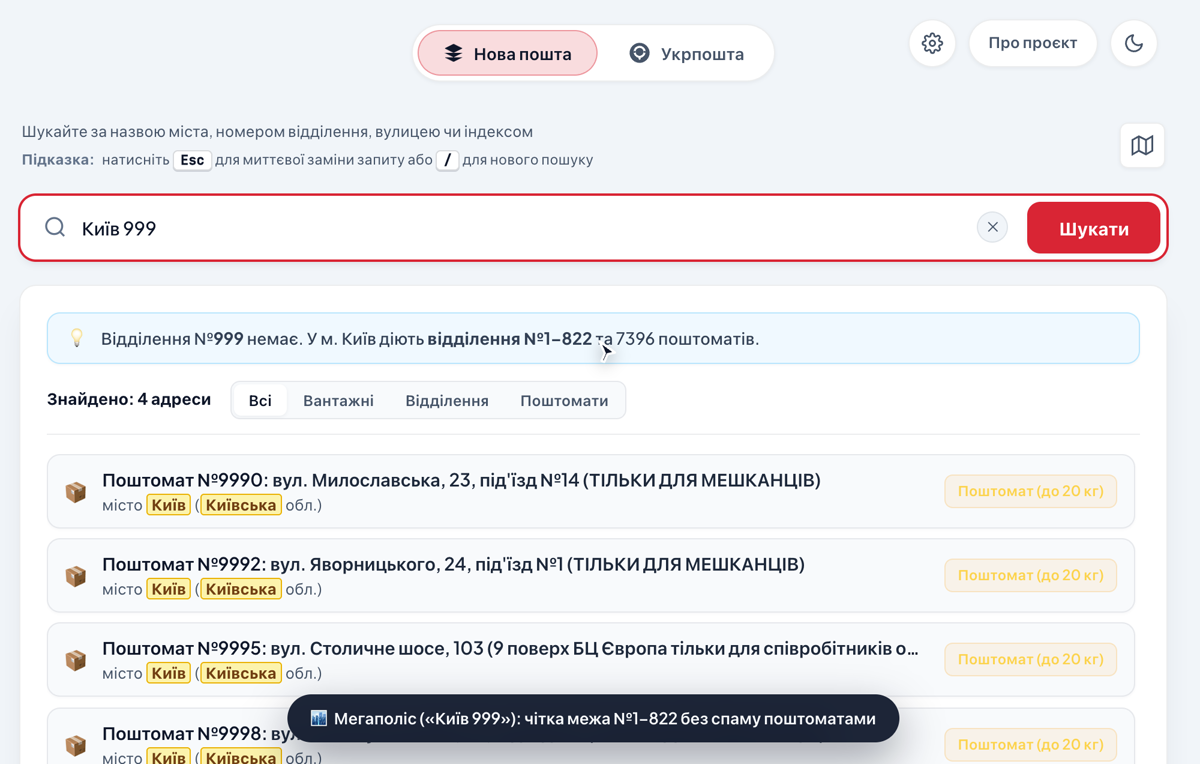 Нова пошта
Укрпошта
Про проєкт
Шукайте за назвою міста, номером відділення, вулицею чи індексом
Підказка: натисніть Esc для миттєвої заміни запиту або / для нового пошуку
Київ 999
Шукати
Відділення №999 немає. У м. Київ діють відділення №1–822 та 7396 поштоматів.
Знайдено: 4 адреси
Всі
Вантажні
Відділення
Поштомати
Поштомат №9990: вул. Милославська, 23, під'їзд №14 (ТІЛЬКИ ДЛЯ МЕШКАНЦІВ)
місто Київ (Київська обл.)
Поштомат (до 20 кг)
Поштомат №9992: вул. Яворницького, 24, під'їзд №1 (ТІЛЬКИ ДЛЯ МЕШКАНЦІВ)
місто Київ (Київська обл.)
Поштомат (до 20 кг)
Поштомат №9995: вул. Столичне шосе, 103 (9 поверх БЦ Європа тільки для співробітників о...
місто Київ (Київська обл.)
Поштомат (до 20 кг)
Поштомат №9998: вул.
місто Київ (Київська обл.)
Поштомат (до 20 кг)
Мегаполіс («Київ 999»): чітка межа №1–822 без спаму поштоматами